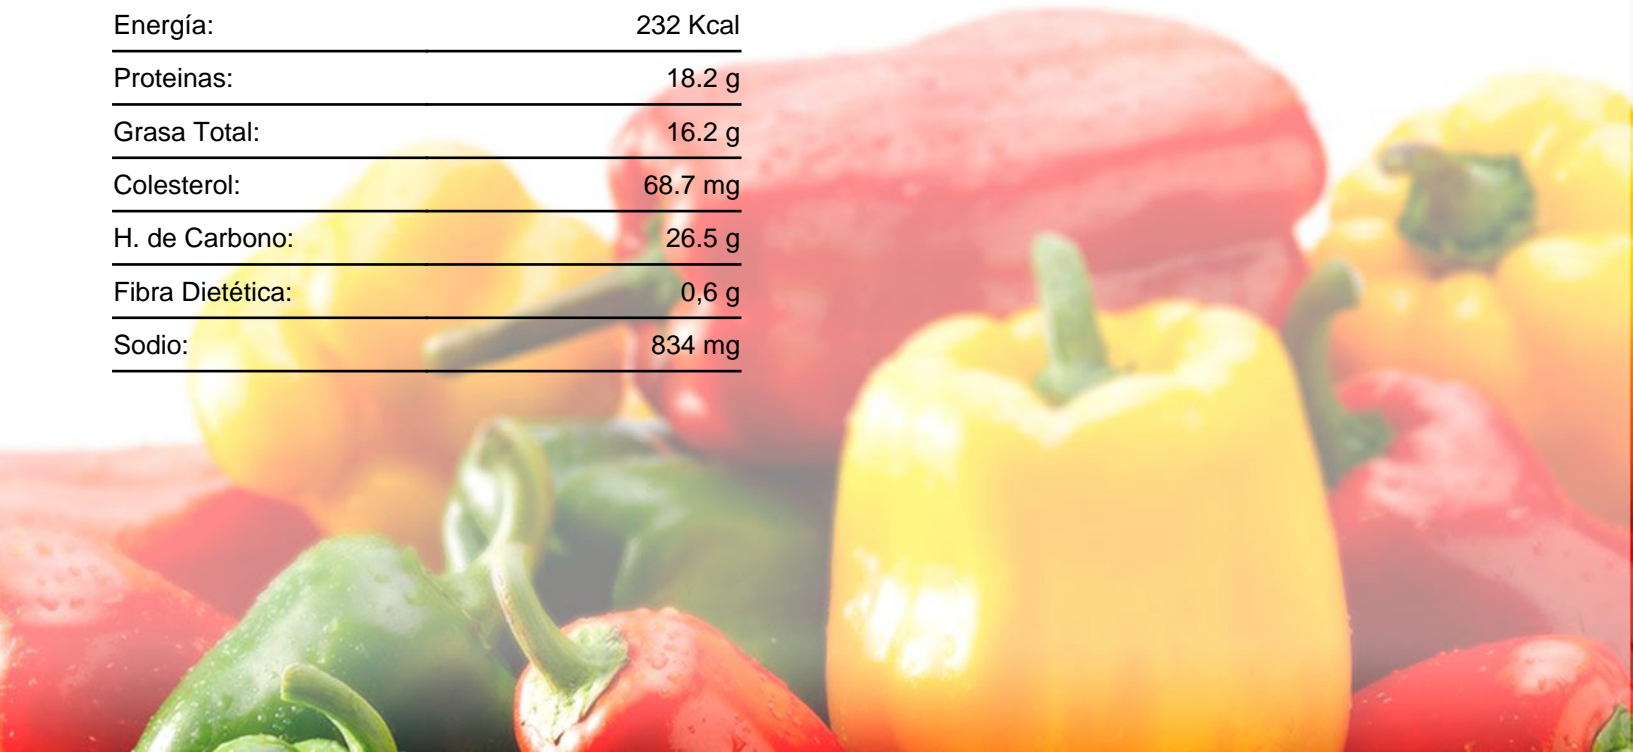 Energía: 232 Kcal
Proteinas: 18.2 g
Grasa Total: 16.2 g
Colesterol: 68.7 mg
H. de Carbono: 26.5 g
Fibra Dietética: 0,6 g
Sodio: 834 mg